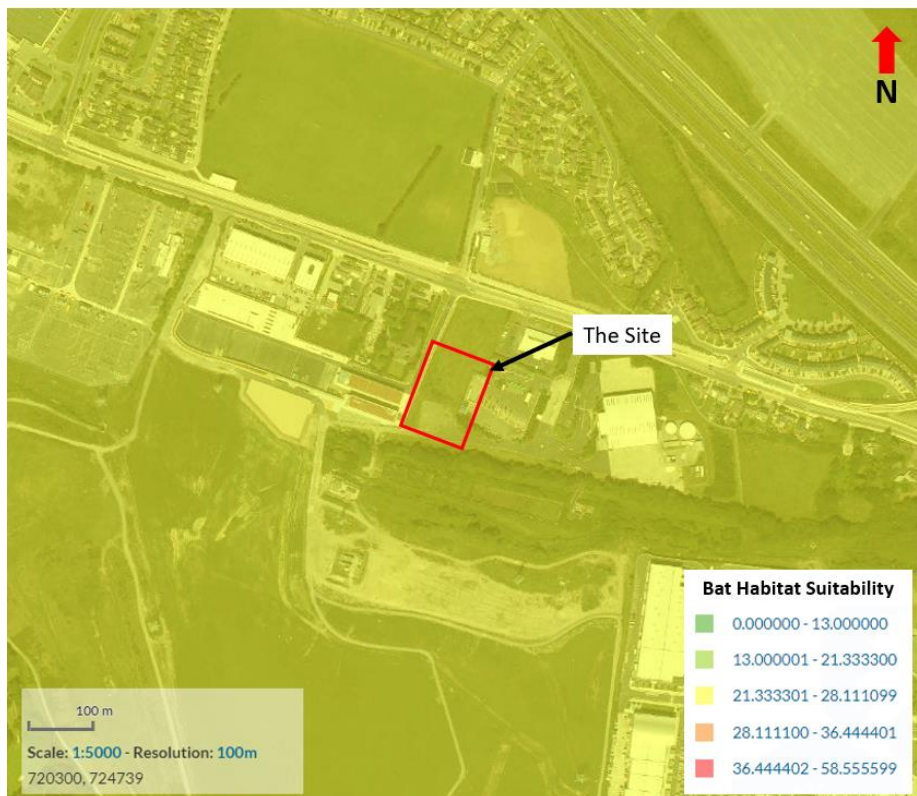 N
The Site
Bat Habitat Suitability
0.000000 - 13.000000
13.000001 - 21.333300
21.333301 - 28.111099
28.111100 - 36.444401
36.444402 - 58.555599
100 m
Scale: 1:5000 - Resolution: 100m
720300, 724739